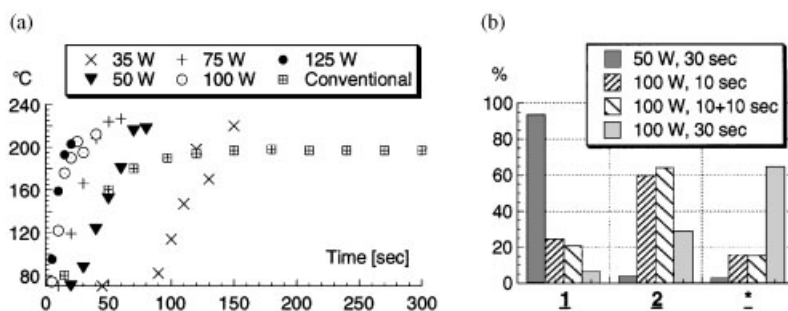 (a)
× 35 W + 75 W ● 125 W
▼ 50 W ○ 100 W ⊞ Conventional
°C
240
200
160
120
80
Time [sec]
0 50 100 150 200 250 300
(b)
50 W, 30 sec
100 W, 10 sec
100 W, 10+10 sec
100 W, 30 sec
%
100
80
60
40
20
0
1 2 *